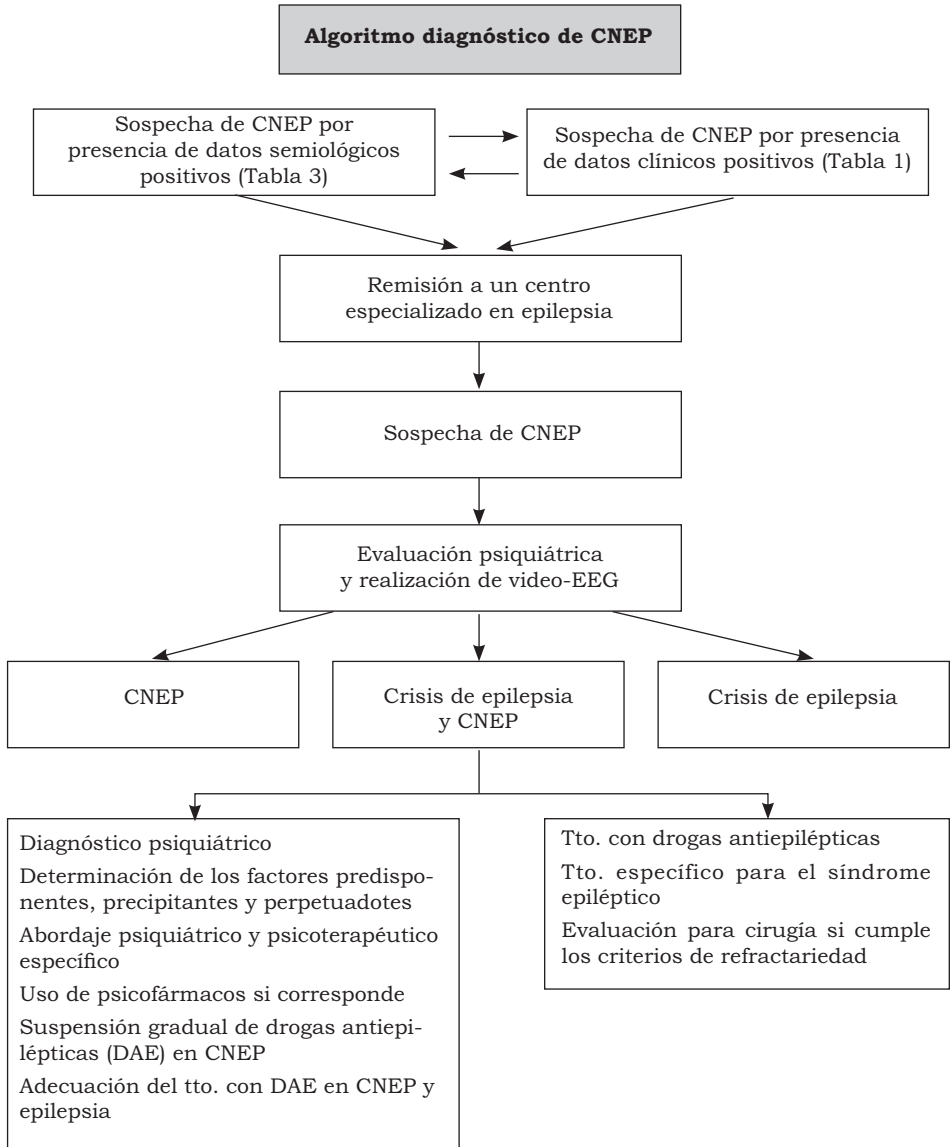 Algoritmo diagnóstico de CNEP
Sospecha de CNEP por
presencia de datos semiológicos
positivos (Tabla 3)
Sospecha de CNEP por presencia
de datos clínicos positivos (Tabla 1)
Remisión a un centro
especializado en epilepsia
Sospecha de CNEP
Evaluación psiquiátrica
y realización de video-EEG
CNEP
Crisis de epilepsia
y CNEP
Crisis de epilepsia
Diagnóstico psiquiátrico
Determinación de los factores predispo-
nentes, precipitantes y perpetuadotes
Abordaje psiquiátrico y psicoterapéutico
específico
Uso de psicofármacos si corresponde
Suspensión gradual de drogas antiepi-
lépticas (DAE) en CNEP
Adecuación del tto. con DAE en CNEP y
epilepsia
Tto. con drogas antiepilépticas
Tto. específico para el síndrome
epiléptico
Evaluación para cirugía si cumple
los criterios de refractariedad